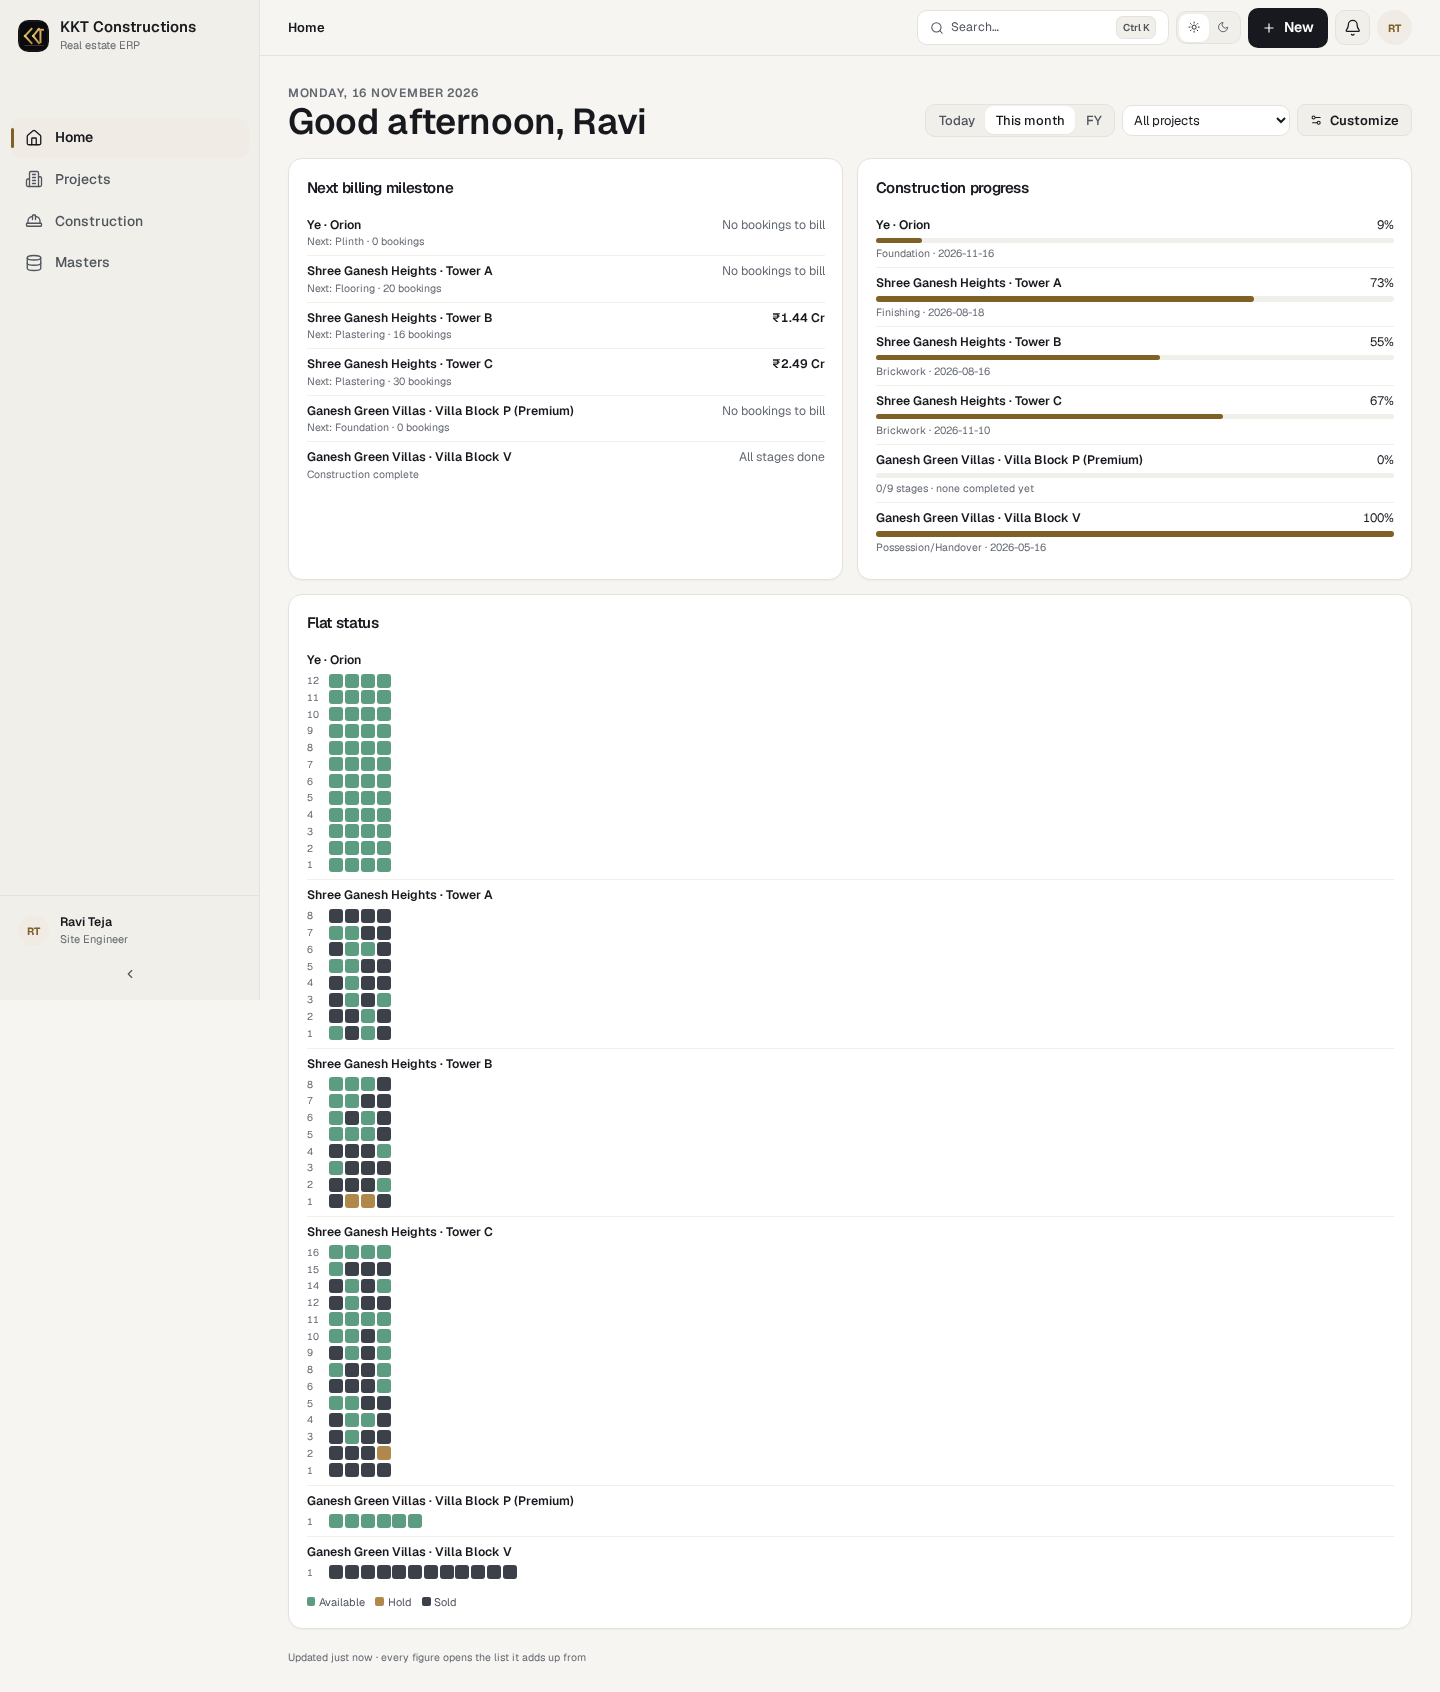 KKT Constructions
Real estate ERP
Home
Projects
Construction
Masters
Ravi Teja
RT
Site Engineer
Home
Search...
Ctrl K
New
RT
MONDAY, 16 NOVEMBER 2026
Good afternoon, Ravi
Today
This month
FY
All projects
Customize
Next billing milestone
Ye · Orion
No bookings to bill
Next: Plinth · 0 bookings
Shree Ganesh Heights · Tower A
No bookings to bill
Next: Flooring · 20 bookings
Shree Ganesh Heights · Tower B
₹1.44 Cr
Next: Plastering · 16 bookings
Shree Ganesh Heights · Tower C
₹2.49 Cr
Next: Plastering · 30 bookings
Ganesh Green Villas · Villa Block P (Premium)
No bookings to bill
Next: Foundation · 0 bookings
Ganesh Green Villas · Villa Block V
All stages done
Construction complete
Construction progress
Ye · Orion
9%
Foundation · 2026-11-16
Shree Ganesh Heights · Tower A
73%
Finishing · 2026-08-18
Shree Ganesh Heights · Tower B
55%
Brickwork · 2026-08-16
Shree Ganesh Heights · Tower C
67%
Brickwork · 2026-11-10
Ganesh Green Villas · Villa Block P (Premium)
0%
0/9 stages · none completed yet
Ganesh Green Villas · Villa Block V
100%
Possession/Handover · 2026-05-16
Flat status
Ye · Orion
12
11
10
9
8
7
6
5
4
3
2
1
Shree Ganesh Heights · Tower A
8
7
6
5
4
3
2
1
Shree Ganesh Heights · Tower B
8
7
6
5
4
3
2
1
Shree Ganesh Heights · Tower C
16
15
14
12
11
10
9
8
6
5
4
3
2
1
Ganesh Green Villas · Villa Block P (Premium)
1
Ganesh Green Villas · Villa Block V
1
Available
Hold
Sold
Updated just now · every figure opens the list it adds up from